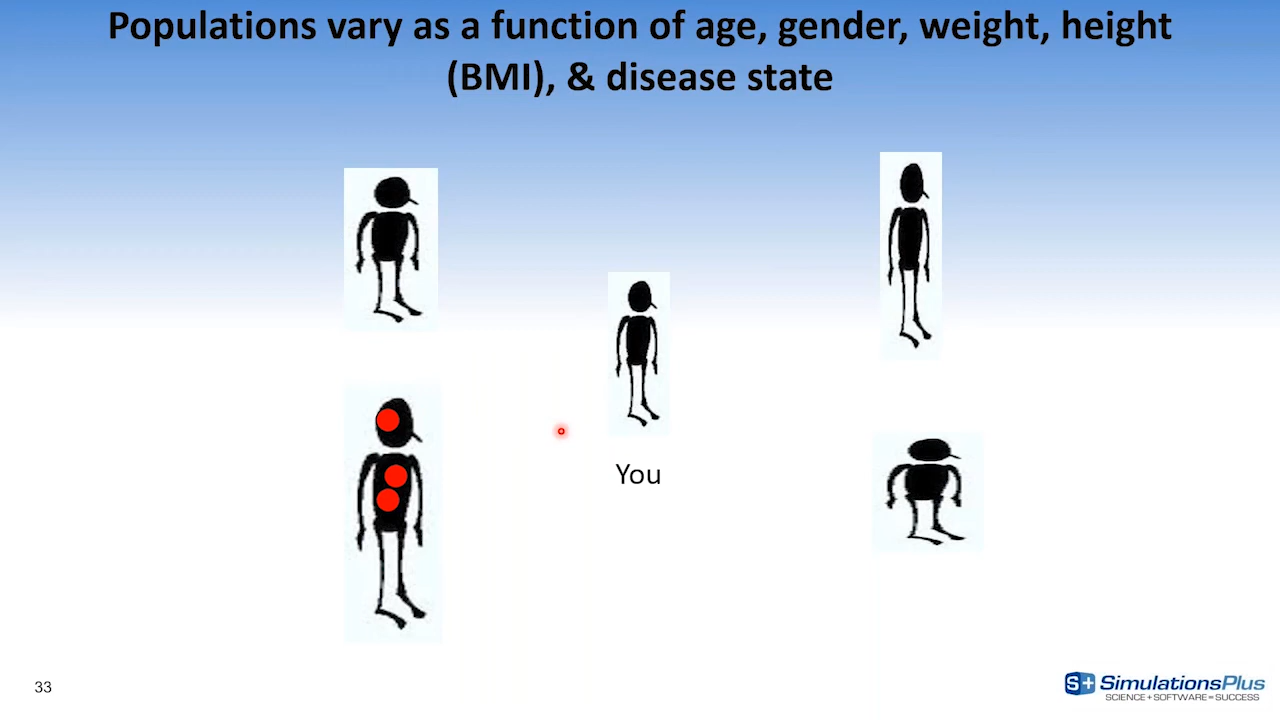 Populations vary as a function of age, gender, weight, height
(BMI), & disease state
You
33
S+ SimulationsPlus
SCIENCE + SOFTWARE = SUCCESS